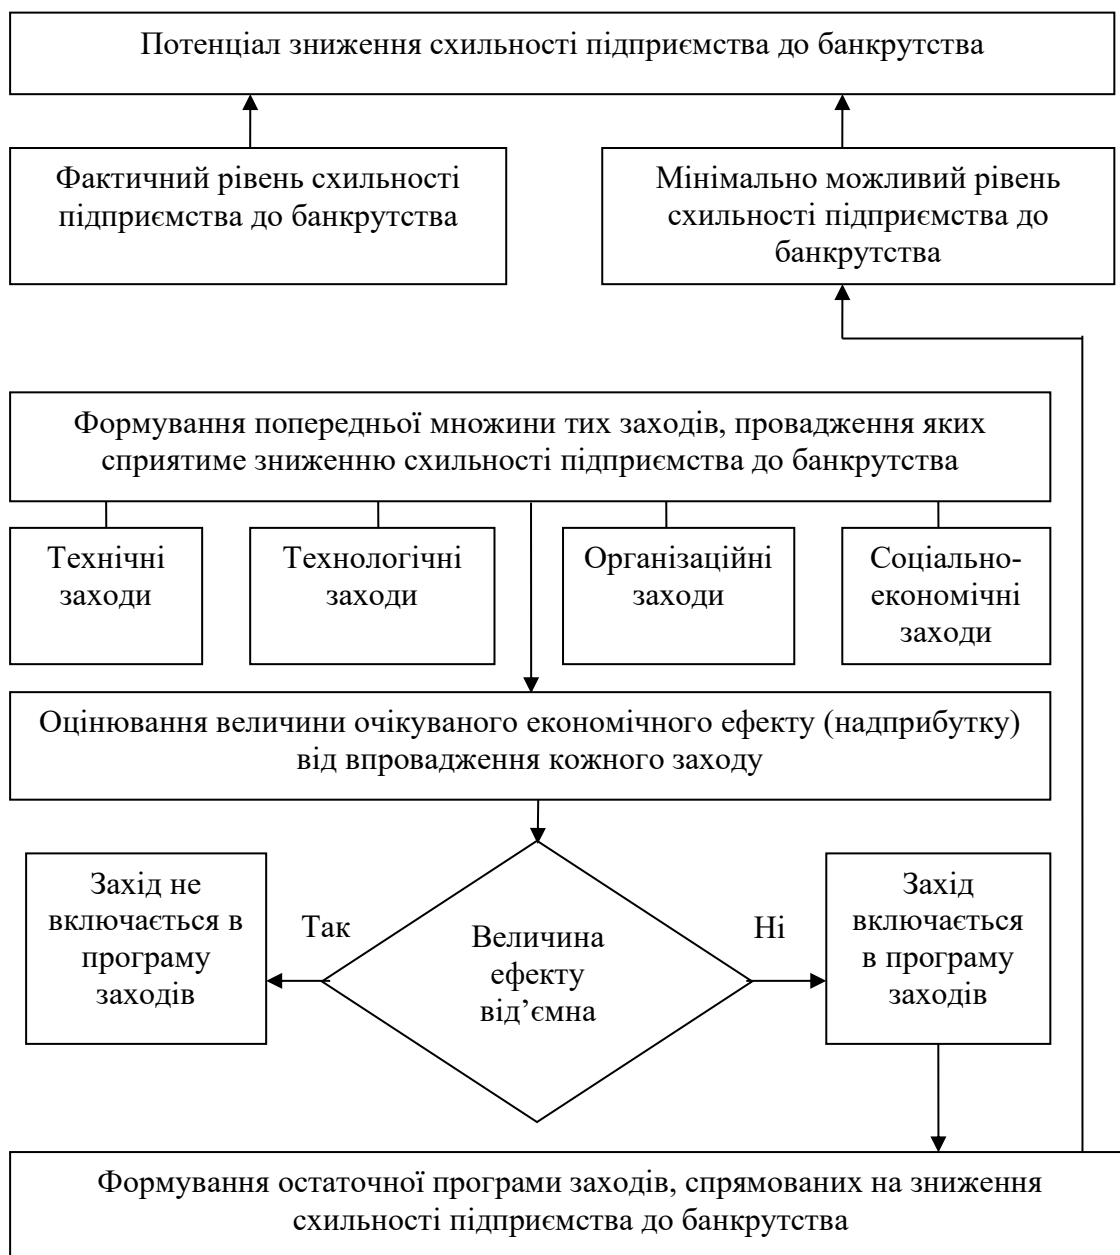 Потенціал зниження схильності підприємства до банкрутства
Фактичний рівень схильності
підприємства до банкрутства
Мінімально можливий рівень
схильності підприємства до
банкрутства
Формування попередньої множини тих заходів, провадження яких
сприятиме зниженню схильності підприємства до банкрутства
Технічні
заходи
Технологічні
заходи
Організаційні
заходи
Соціально-
економічні
заходи
Оцінювання величини очікуваного економічного ефекту (надприбутку)
від впровадження кожного заходу
Захід не
включається в
програму
заходів
Так
Величина
ефекту
від’ємна
Ні
Захід
включається
в програму
заходів
Формування остаточної програми заходів, спрямованих на зниження
схильності підприємства до банкрутства